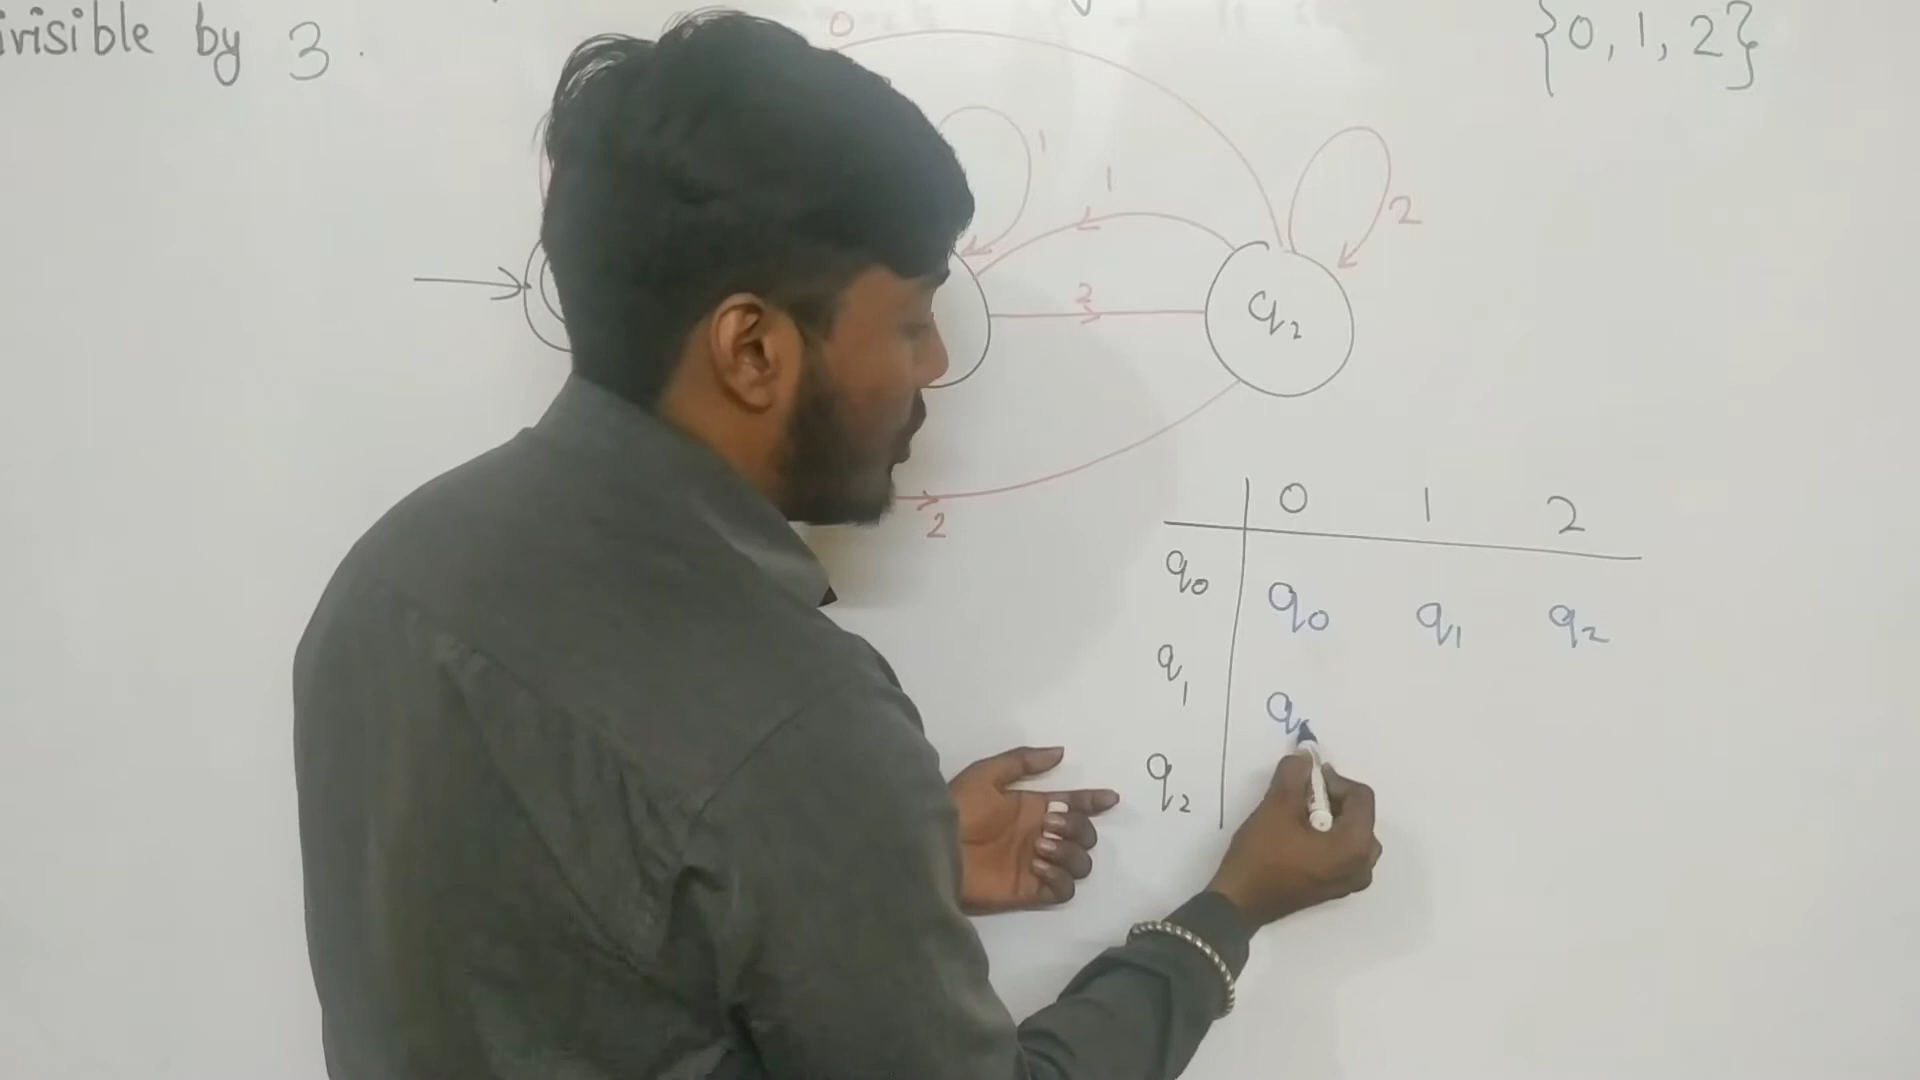 ivisible by 3.
{0, 1, 2}
0
1
1
2
2
q2
2
0 1 2
q0 q0 q1 q2
q1 q
q2